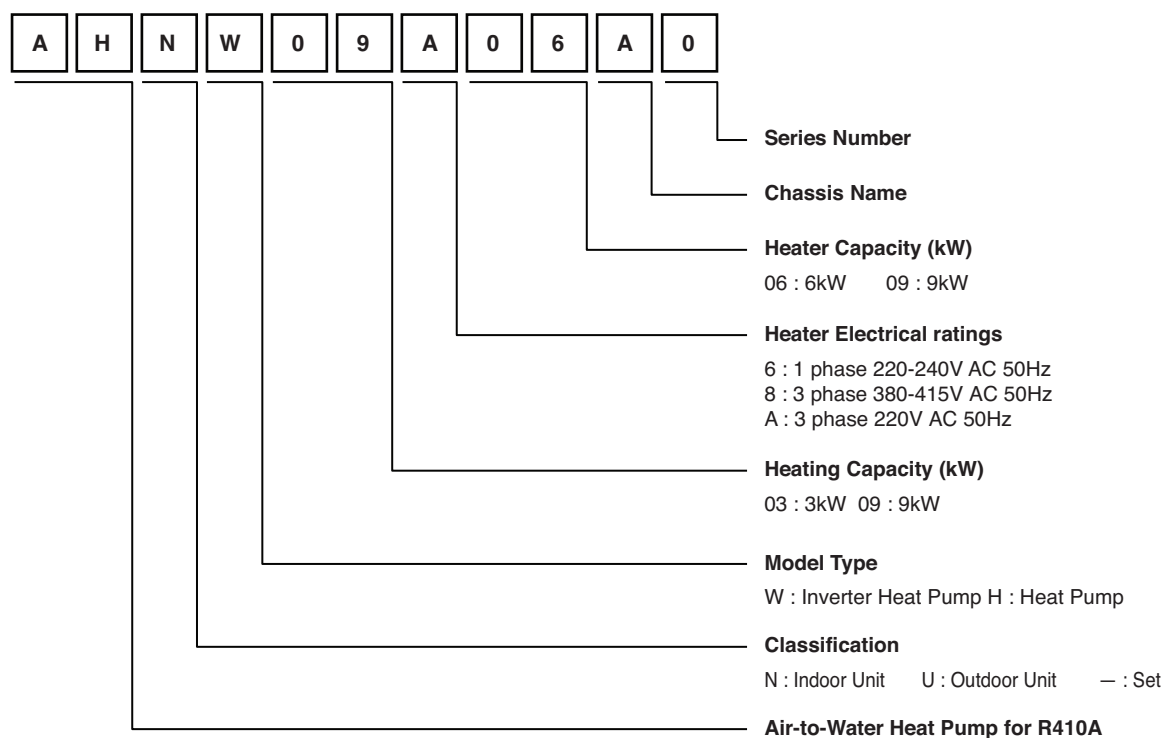 A H N W 0 9 A 0 6 A 0
Series Number
Chassis Name
Heater Capacity (kW)
06 : 6kW 09 : 9kW
Heater Electrical ratings
6 : 1 phase 220-240V AC 50Hz
8 : 3 phase 380-415V AC 50Hz
A : 3 phase 220V AC 50Hz
Heating Capacity (kW)
03 : 3kW 09 : 9kW
Model Type
W : Inverter Heat Pump H : Heat Pump
Classification
N : Indoor Unit U : Outdoor Unit — : Set
Air-to-Water Heat Pump for R410A